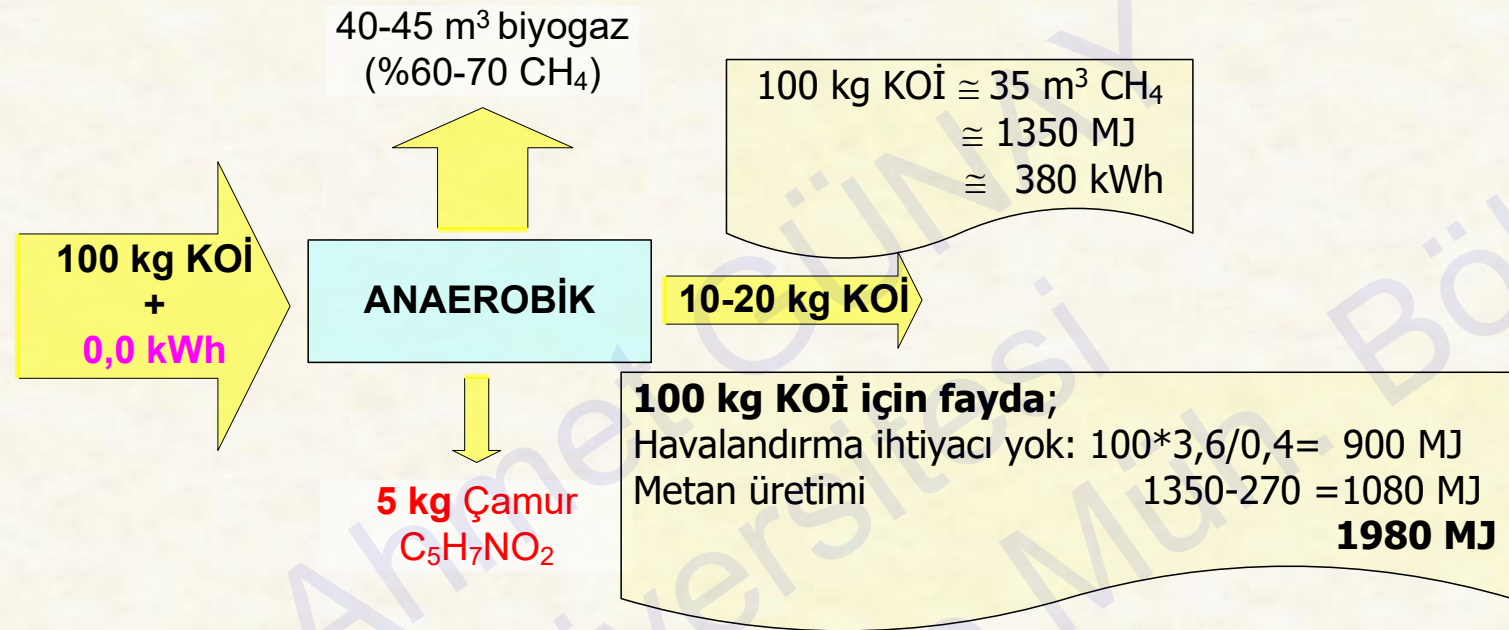 40-45 m³ biyogaz
(%60-70 CH₄)
100 kg KOİ ≅ 35 m³ CH₄
≅ 1350 MJ
≅ 380 kWh
100 kg KOİ
+
0,0 kWh
ANAEROBİK
10-20 kg KOİ
5 kg Çamur
C₅H₇NO₂
100 kg KOİ için fayda;
Havalandırma ihtiyacı yok: 100*3,6/0,4= 900 MJ
Metan üretimi 1350-270 =1080 MJ
1980 MJ
Ahmet GÜNAY